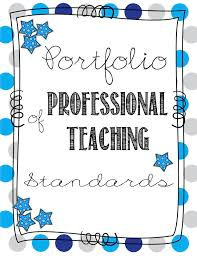 Portfolio
of PROFESSIONAL
TEACHING
Standards